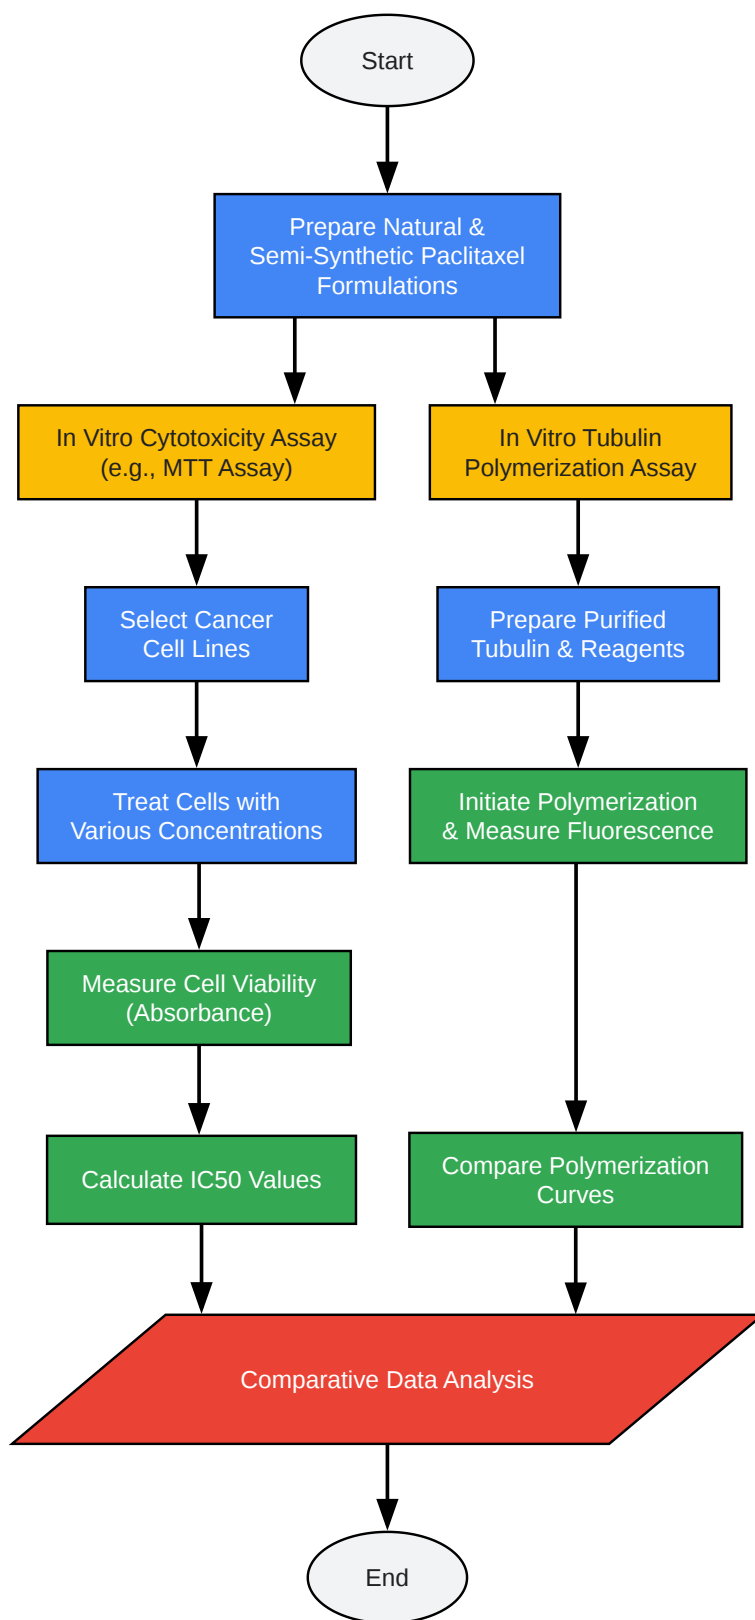 Start
Prepare Natural &
Semi-Synthetic Paclitaxel
Formulations
In Vitro Cytotoxicity Assay
(e.g., MTT Assay)
In Vitro Tubulin
Polymerization Assay
Select Cancer
Cell Lines
Prepare Purified
Tubulin & Reagents
Treat Cells with
Various Concentrations
Initiate Polymerization
& Measure Fluorescence
Measure Cell Viability
(Absorbance)
Calculate IC50 Values
Compare Polymerization
Curves
Comparative Data Analysis
End